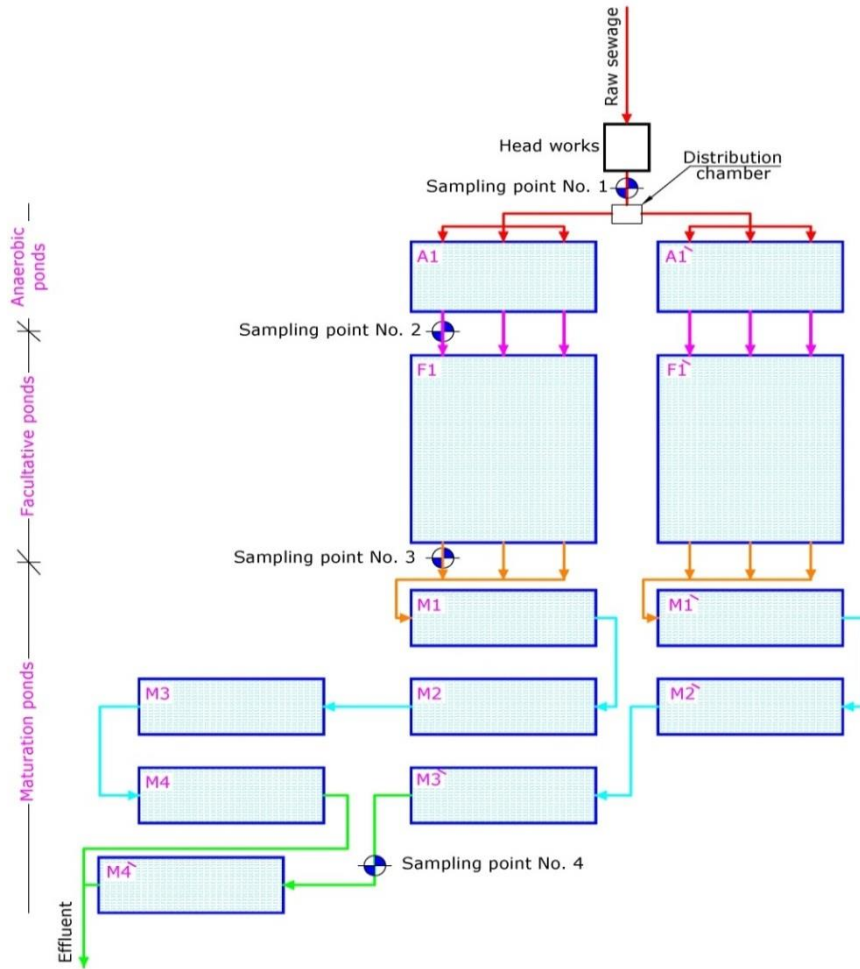 Raw sewage
Head works
Distribution
chamber
Sampling point No. 1
Anaerobic
ponds
A1
A1`
Sampling point No. 2
Facultative ponds
F1
F1`
Sampling point No. 3
Maturation ponds
M1
M1`
M3
M2
M2`
M4
M3`
Sampling point No. 4
M4`
Effluent